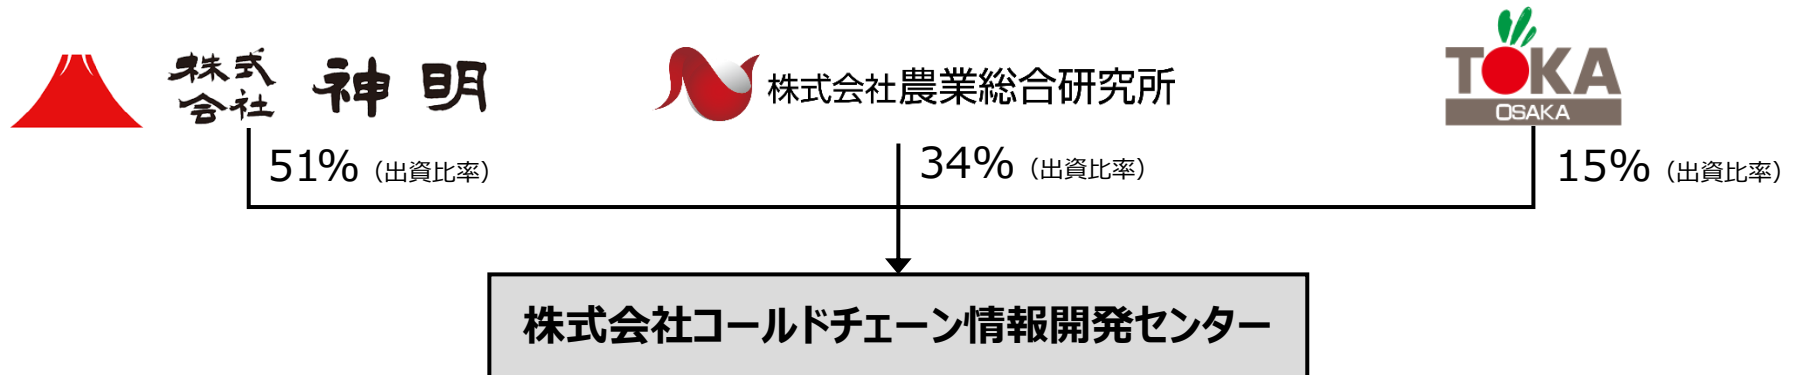 株式会社 神明
株式会社農業総合研究所
TOKA
OSAKA
51%（出資比率）
34%（出資比率）
15%（出資比率）
株式会社コールドチェーン情報開発センター